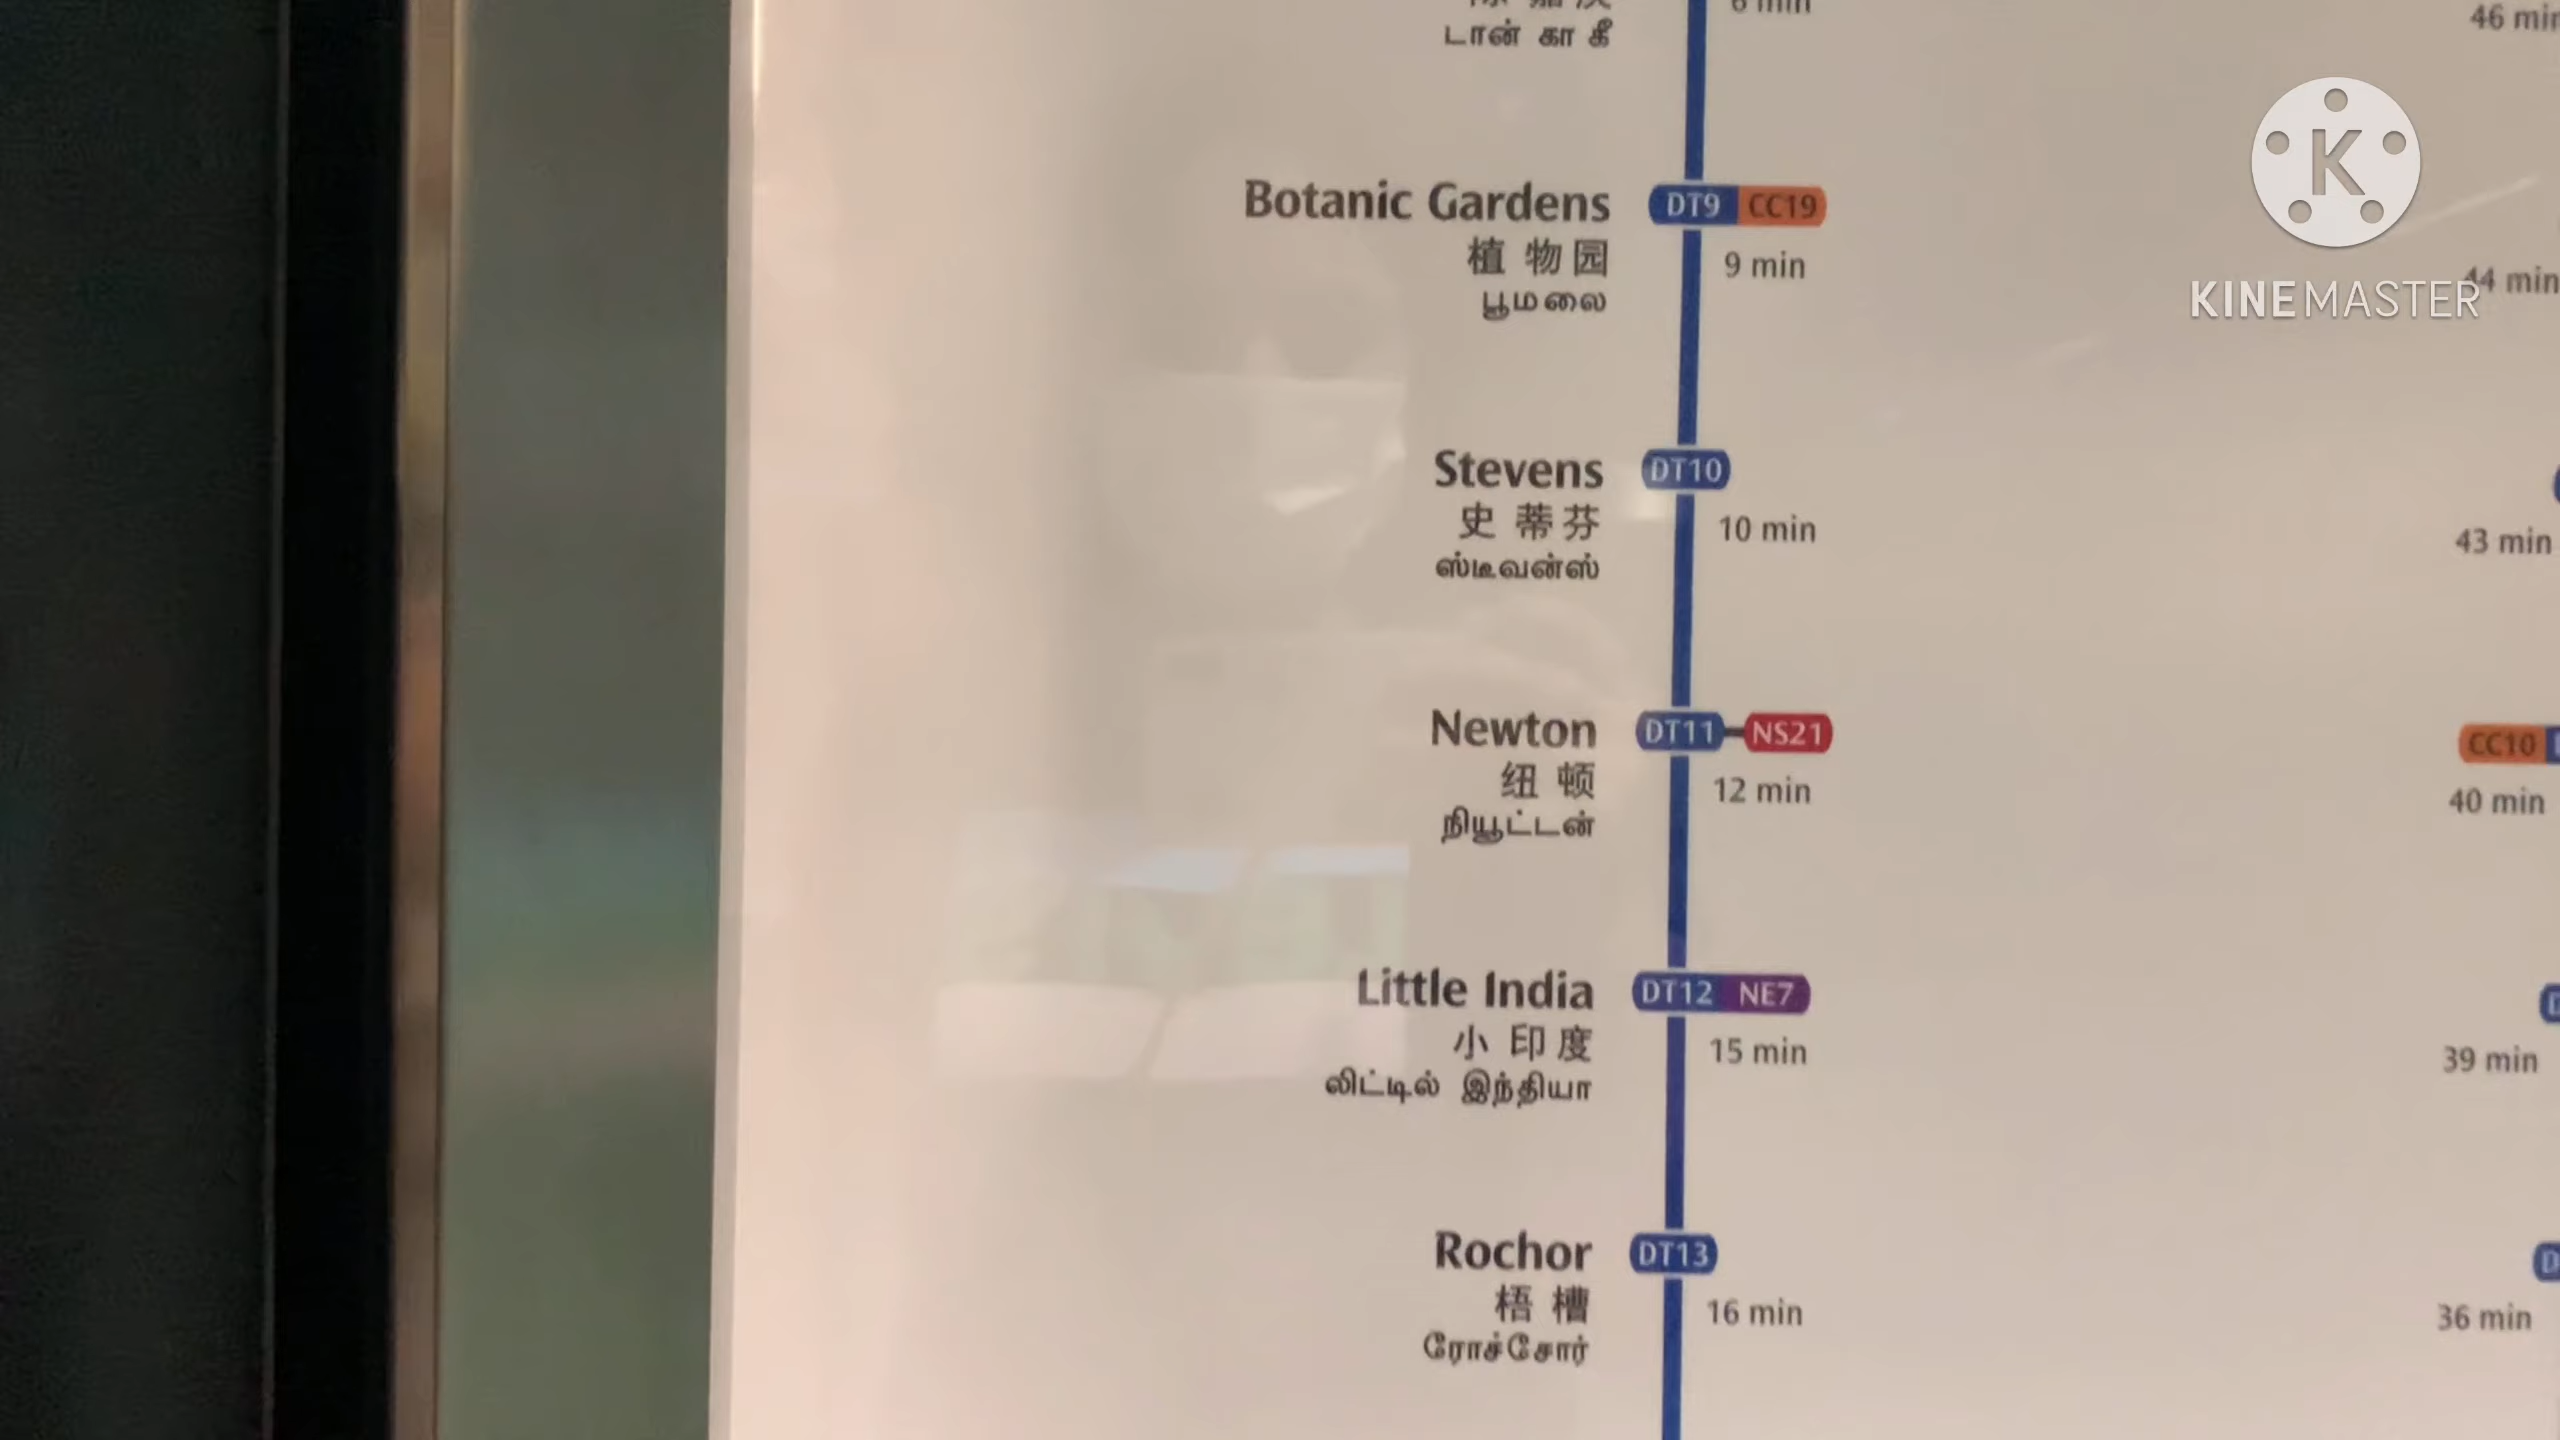 6 min
டான் கா கீ
46 min
Botanic Gardens DT9 CC19
植物园 9 min
பூமலை
44 min
KINEMASTER
Stevens DT10
史蒂芬 10 min
ஸ்டீவன்ஸ்
43 min
Newton DT11 NS21
纽顿 12 min
நியூட்டன்
CC10
40 min
Little India DT12 NE7
小印度 15 min
லிட்டில் இந்தியா
39 min
Rochor DT13
梧槽 16 min
ரோச்சோர்
36 min